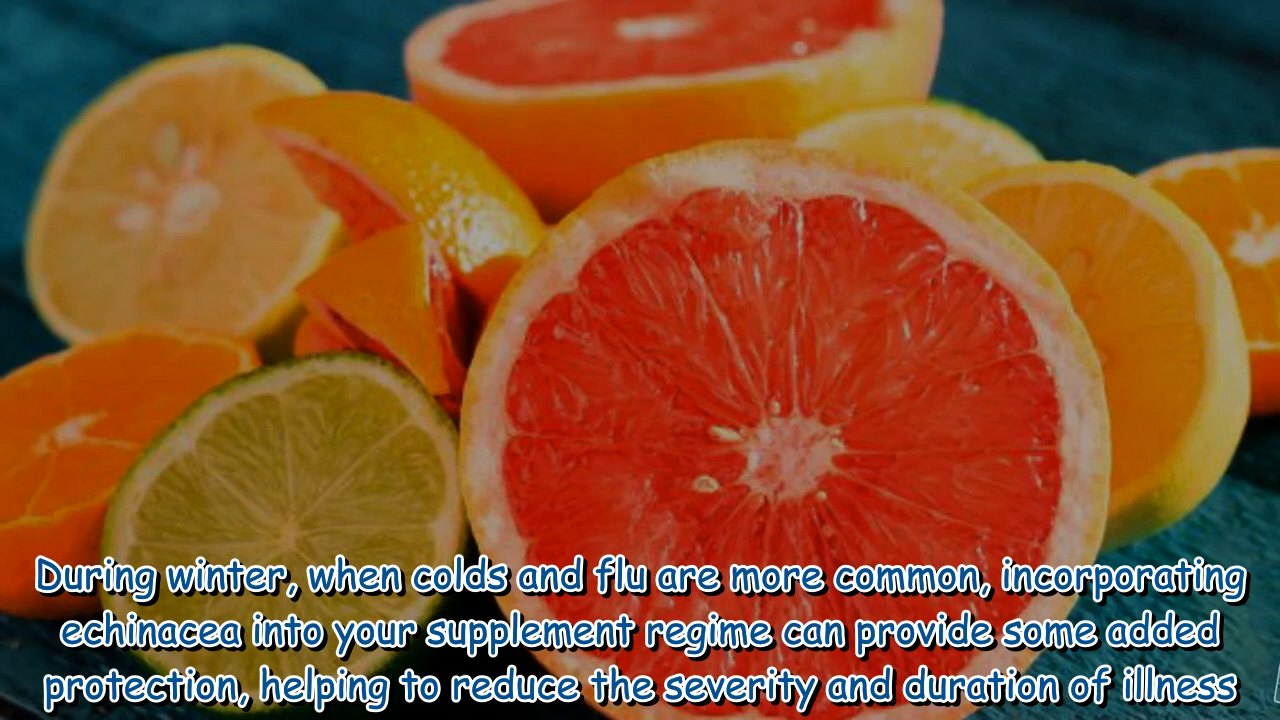 During winter, when colds and flu are more common, incorporating
echinacea into your supplement regime can provide some added
protection, helping to reduce the severity and duration of illness